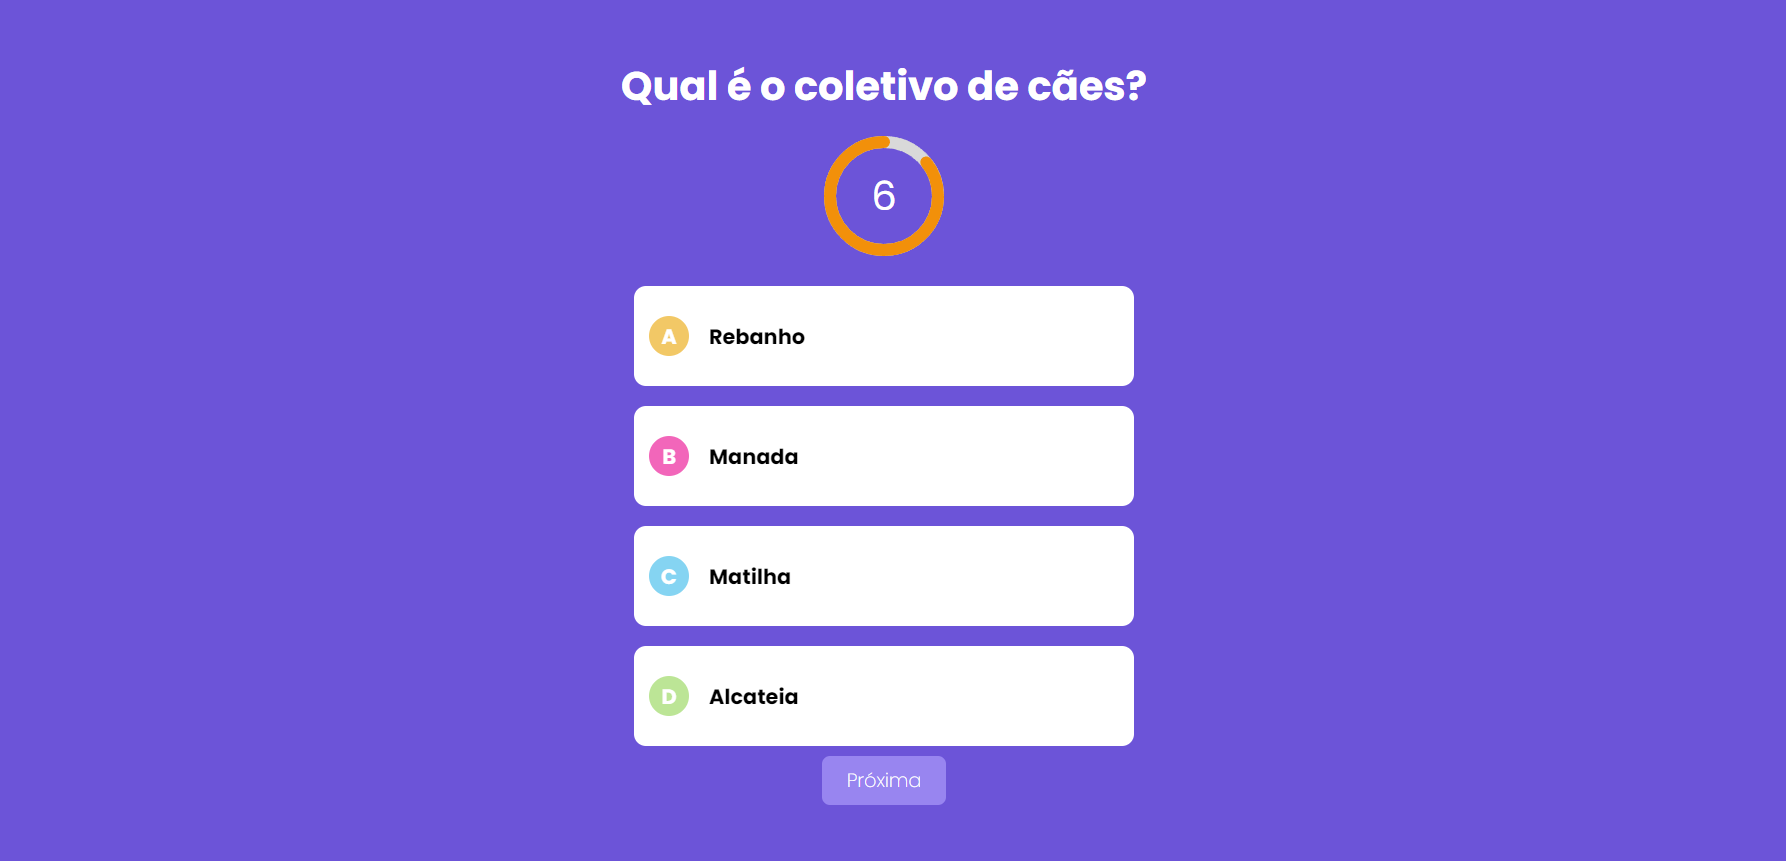 Qual é o coletivo de cães?
6
A Rebanho
B Manada
C Matilha
D Alcateia
Próxima